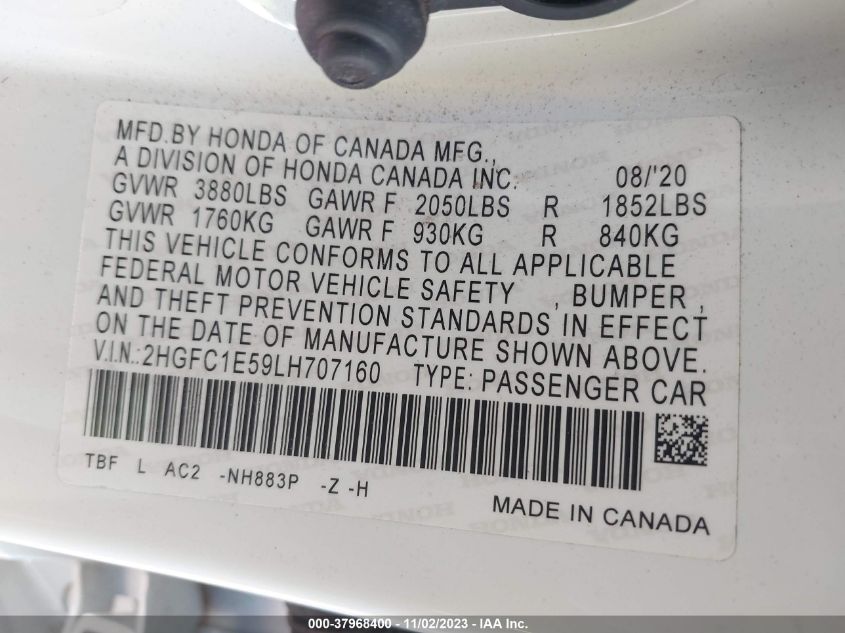 MFD.BY HONDA OF CANADA MFG.,
A DIVISION OF HONDA CANADA INC. 08/'20
GVWR 3880LBS GAWR F 2050LBS R 1852LBS
GVWR 1760KG GAWR F 930KG R 840KG
THIS VEHICLE CONFORMS TO ALL APPLICABLE
FEDERAL MOTOR VEHICLE SAFETY , BUMPER ,
AND THEFT PREVENTION STANDARDS IN EFFECT
ON THE DATE OF MANUFACTURE SHOWN ABOVE.
V.I.N.:2HGFC1E59LH707160 TYPE: PASSENGER CAR
TBF L AC2 -NH883P -Z -H
MADE IN CANADA
000-37968400 - 11/02/2023 - IAA Inc.